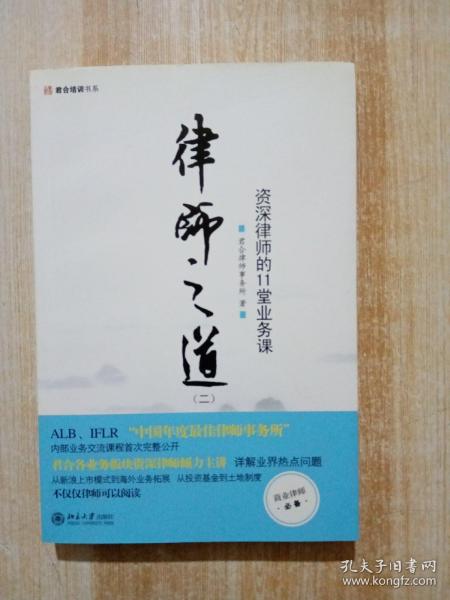 君合培训书系
律师之道
(二)
资深律师的11堂业务课
君合律师事务所 著
ALB、IFLR “中国年度最佳律师事务所”
内部业务交流课程首次完整公开
君合各业务板块资深律师倾力主讲 详解业界热点问题
从新浪上市模式到海外业务拓展 从投资基金到土地制度
不仅仅律师可以阅读
商业律师
必备
北京大学出版社
孔夫子旧书网
www.kongfz.com